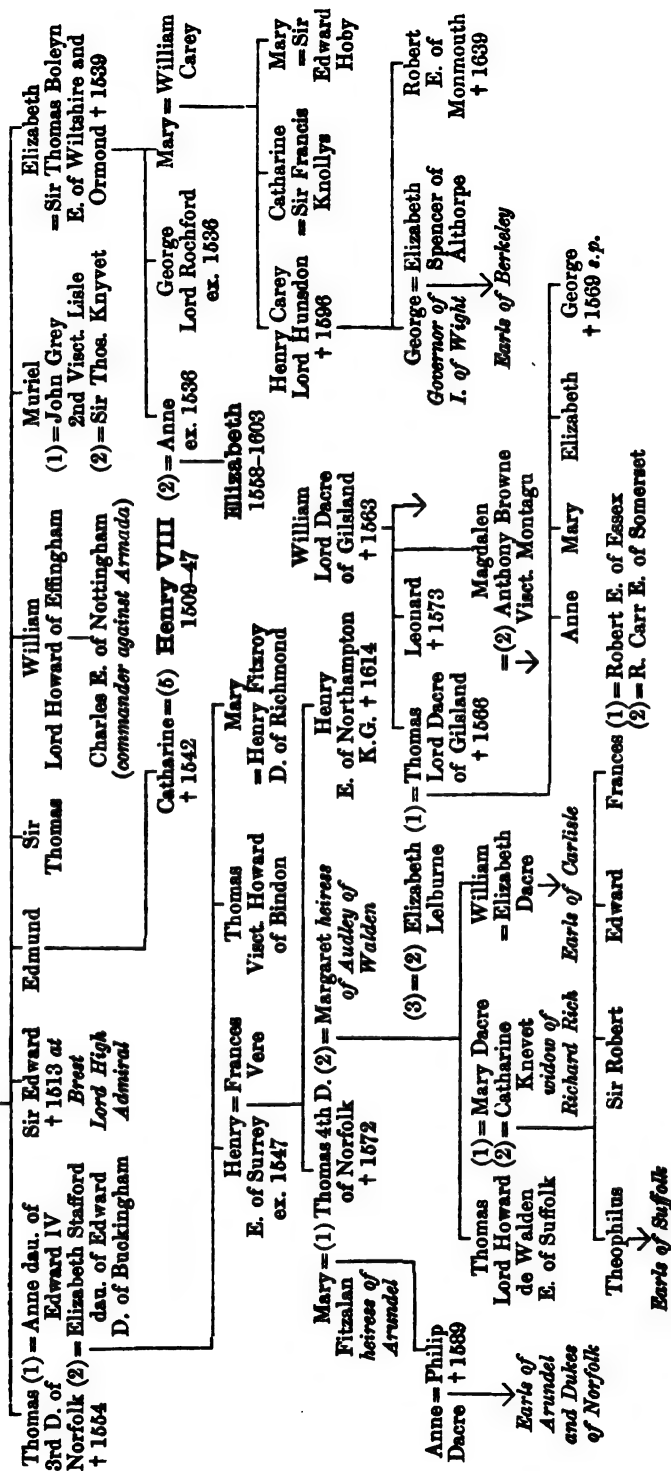 Thomas (1) = Anne dau. of
3rd D. of Edward IV
Norfolk (2) = Elizabeth Stafford
† 1554 dau. of Edward
D. of Buckingham
Sir Edward
† 1513 at
Brest
Lord High
Admiral
Edmund
Sir
Thomas
William
Lord Howard of Effingham
Charles E. of Nottingham
(commander against Armada)
Muriel
(1) = John Grey
2nd Visct. Lisle
(2) = Sir Thos. Knyvet
Elizabeth
= Sir Thomas Boleyn
E. of Wiltshire and
Ormond † 1539
Catharine = (5) Henry VIII (2) = Anne
† 1542 1509–47 ex. 1536
George
Lord Rochford
ex. 1536
Mary = William
Carey
Elizabeth
1558–1603
Henry = Frances
E. of Surrey Vere
ex. 1547
Thomas
Visct. Howard
of Bindon
Mary
= Henry Fitzroy
D. of Richmond
Henry Carey
Lord Hunsdon
† 1596
Catharine
= Sir Francis
Knollys
Mary
= Sir
Edward
Hoby
Mary = (1) Thomas 4th D. (2) = Margaret heiress
Fitzalan of Norfolk of Audley of
heiress of † 1572 Walden
Arundel
Henry
E. of Northampton
K.G. † 1614
William
Lord Dacre
of Gilsland
† 1563
George = Elizabeth
Governor of Spencer of
I. of Wight Althorpe
Earls of Berkeley
Robert
E. of
Monmouth
† 1639
(3) = (2) Elizabeth (1) = Thomas
Lelburne Lord Dacre
of Gilsland
† 1566
Leonard
† 1573
Magdalen
= (2) Anthony Browne
Visct. Montagu
Anne = Philip
Dacre † 1589
Earls of
Arundel
and Dukes
of Norfolk
Thomas
Lord Howard
de Walden
E. of Suffolk
(1) = Mary Dacre
(2) = Catharine
Knevet
widow of
Richard Rich
William
= Elizabeth
Dacre
Earls of Carlisle
Anne
Mary
Elizabeth
George
† 1569 s.p.
Theophilus
Earls of Suffolk
Sir Robert
Edward
Frances (1) = Robert E. of Essex
(2) = R. Carr E. of Somerset